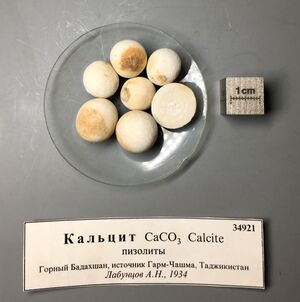 1cm
34921
Кальцит CaCO₃ Calcite
пизолиты
Горный Бадахшан, источник Гарм-Чашма, Таджикистан
Лабунцов А.Н., 1934